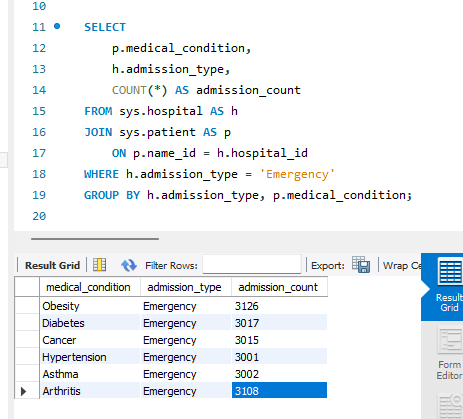 10
11 SELECT
12 p.medical_condition,
13 h.admission_type,
14 COUNT(*) AS admission_count
15 FROM sys.hospital AS h
16 JOIN sys.patient AS p
17 ON p.name_id = h.hospital_id
18 WHERE h.admission_type = 'Emergency'
19 GROUP BY h.admission_type, p.medical_condition;
20
Result Grid Filter Rows: Export: Wrap Ce
medical_condition admission_type admission_count
Obesity Emergency 3126
Diabetes Emergency 3017
Cancer Emergency 3015
Hypertension Emergency 3001
Asthma Emergency 3002
Arthritis Emergency 3108
Result
Grid
Form
Editor